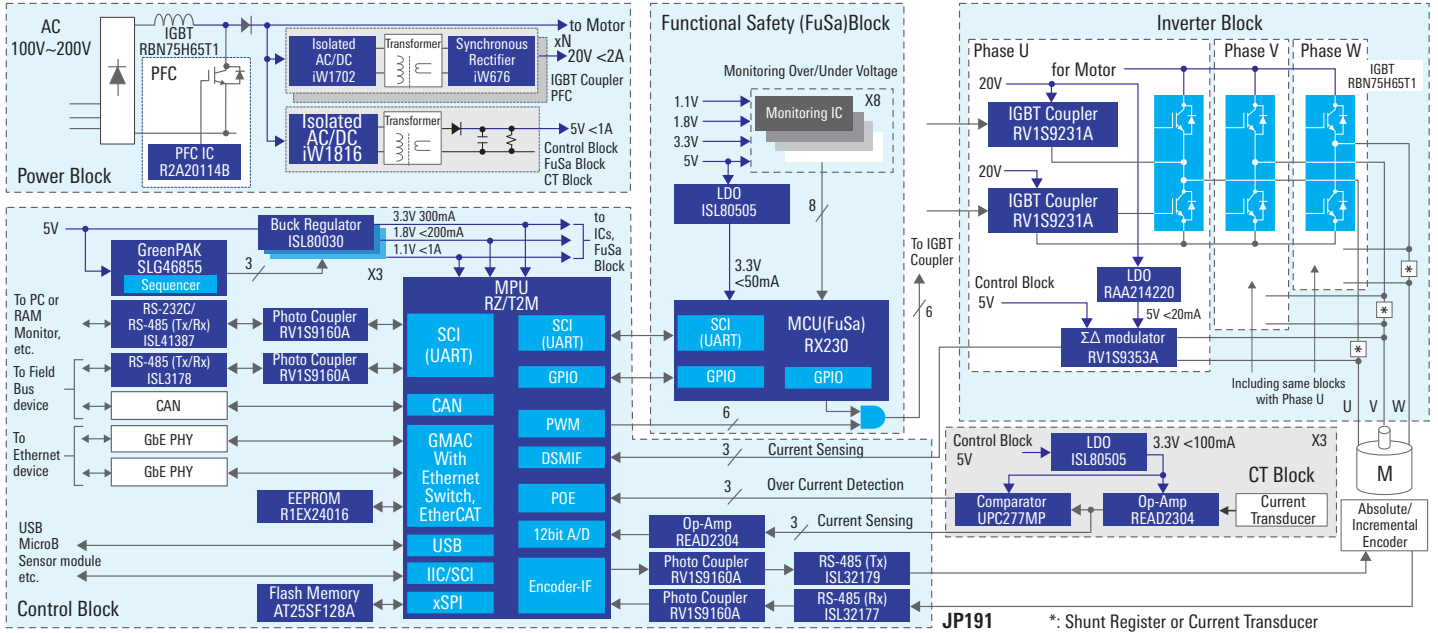 AC
100V~200V
IGBT
RBN75H65T1
PFC
PFC IC
R2A20114B
Power Block
Isolated
AC/DC
iW1702
Transformer
Synchronous
Rectifier
iW676
to Motor
xN
20V <2A
IGBT Coupler
PFC
Isolated
AC/DC
iW1816
Transformer
5V <1A
Control Block
FuSa Block
CT Block
Functional Safety (FuSa)Block
Monitoring Over/Under Voltage
1.1V
1.8V
3.3V
5V
Monitoring IC
X8
LDO
ISL80505
8
3.3V
<50mA
MCU(FuSa)
RX230
SCI
(UART)
GPIO
GPIO
To IGBT
Coupler
6
6
Inverter Block
Phase U
Phase V
Phase W
for Motor
IGBT
RBN75H65T1
20V
IGBT Coupler
RV1S9231A
20V
IGBT Coupler
RV1S9231A
Control Block
5V
LDO
RAA214220
5V <20mA
ΣΔ modulator
RV1S9353A
*
*
*
Including same blocks
with Phase U
U
V
W
M
Absolute/
Incremental
Encoder
5V
Buck Regulator
ISL80030
X3
3.3V 300mA
1.8V <200mA
1.1V <1A
to
ICs,
FuSa
Block
GreenPAK
SLG46855
Sequencer
3
To PC or
RAM
Monitor,
etc.
RS-232C/
RS-485 (Tx/Rx)
ISL41387
Photo Coupler
RV1S9160A
To Field
Bus
device
RS-485 (Tx/Rx)
ISL3178
Photo Coupler
RV1S9160A
CAN
To
Ethernet
device
GbE PHY
GbE PHY
EEPROM
R1EX24016
USB
MicroB
Sensor module
etc.
Flash Memory
AT25SF128A
Control Block
MPU
RZ/T2M
SCI
(UART)
CAN
GMAC
With
Ethernet
Switch,
EtherCAT
USB
IIC/SCI
xSPI
SCI
(UART)
GPIO
PWM
DSMIF
POE
12bit A/D
Encoder-IF
3
Current Sensing
3
Over Current Detection
Op-Amp
READ2304
3
Current Sensing
Photo Coupler
RV1S9160A
RS-485 (Tx)
ISL32179
Photo Coupler
RV1S9160A
RS-485 (Rx)
ISL32177
Control Block
5V
LDO
ISL80505
3.3V <100mA
X3
CT Block
Comparator
UPC277MP
Op-Amp
READ2304
Current
Transducer
JP191
*: Shunt Register or Current Transducer